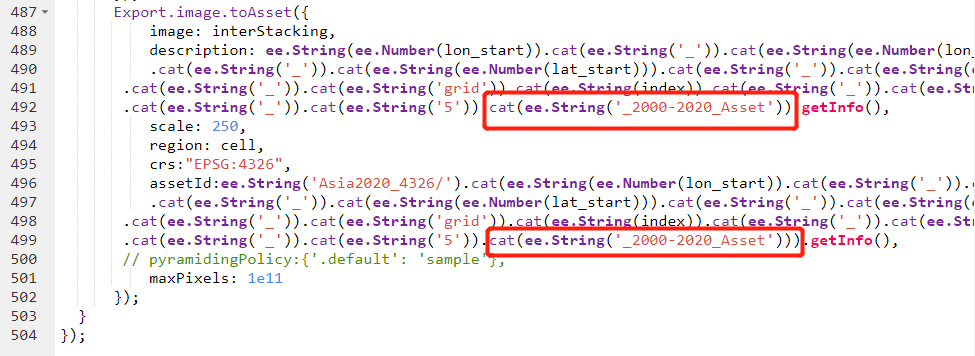 487 Export.image.toAsset({
488 image: interStacking,
489 description: ee.String(ee.Number(lon_start)).cat(ee.String('_')).cat(ee.String(ee.Number(lon_
490 .cat(ee.String('_')).cat(ee.String(ee.Number(lat_start))).cat(ee.String('_')).cat(ee.String(e
491 .cat(ee.String('_')).cat(ee.String('grid')).cat(ee.String(index)).cat(ee.String('_')).cat(
492 .cat(ee.String('_')).cat(ee.String('5')).cat(ee.String('_2000-2020_Asset')).getInfo(),
493 scale: 250,
494 region: cell,
495 crs:"EPSG:4326",
496 assetId:ee.String('Asia2020_4326/').cat(ee.String(ee.Number(lon_start)).cat(ee.String('_')).c
497 .cat(ee.String('_')).cat(ee.String(ee.Number(lat_start))).cat(ee.String('_')).cat(ee.String(e
498 .cat(ee.String('_')).cat(ee.String('grid')).cat(ee.String(index)).cat(ee.String('_')).cat(
499 .cat(ee.String('_')).cat(ee.String('5')).cat(ee.String('_2000-2020_Asset'))).getInfo(),
500 // pyramidingPolicy:{'.default': 'sample'},
501 maxPixels: 1e11
502 });
503 }
504 });